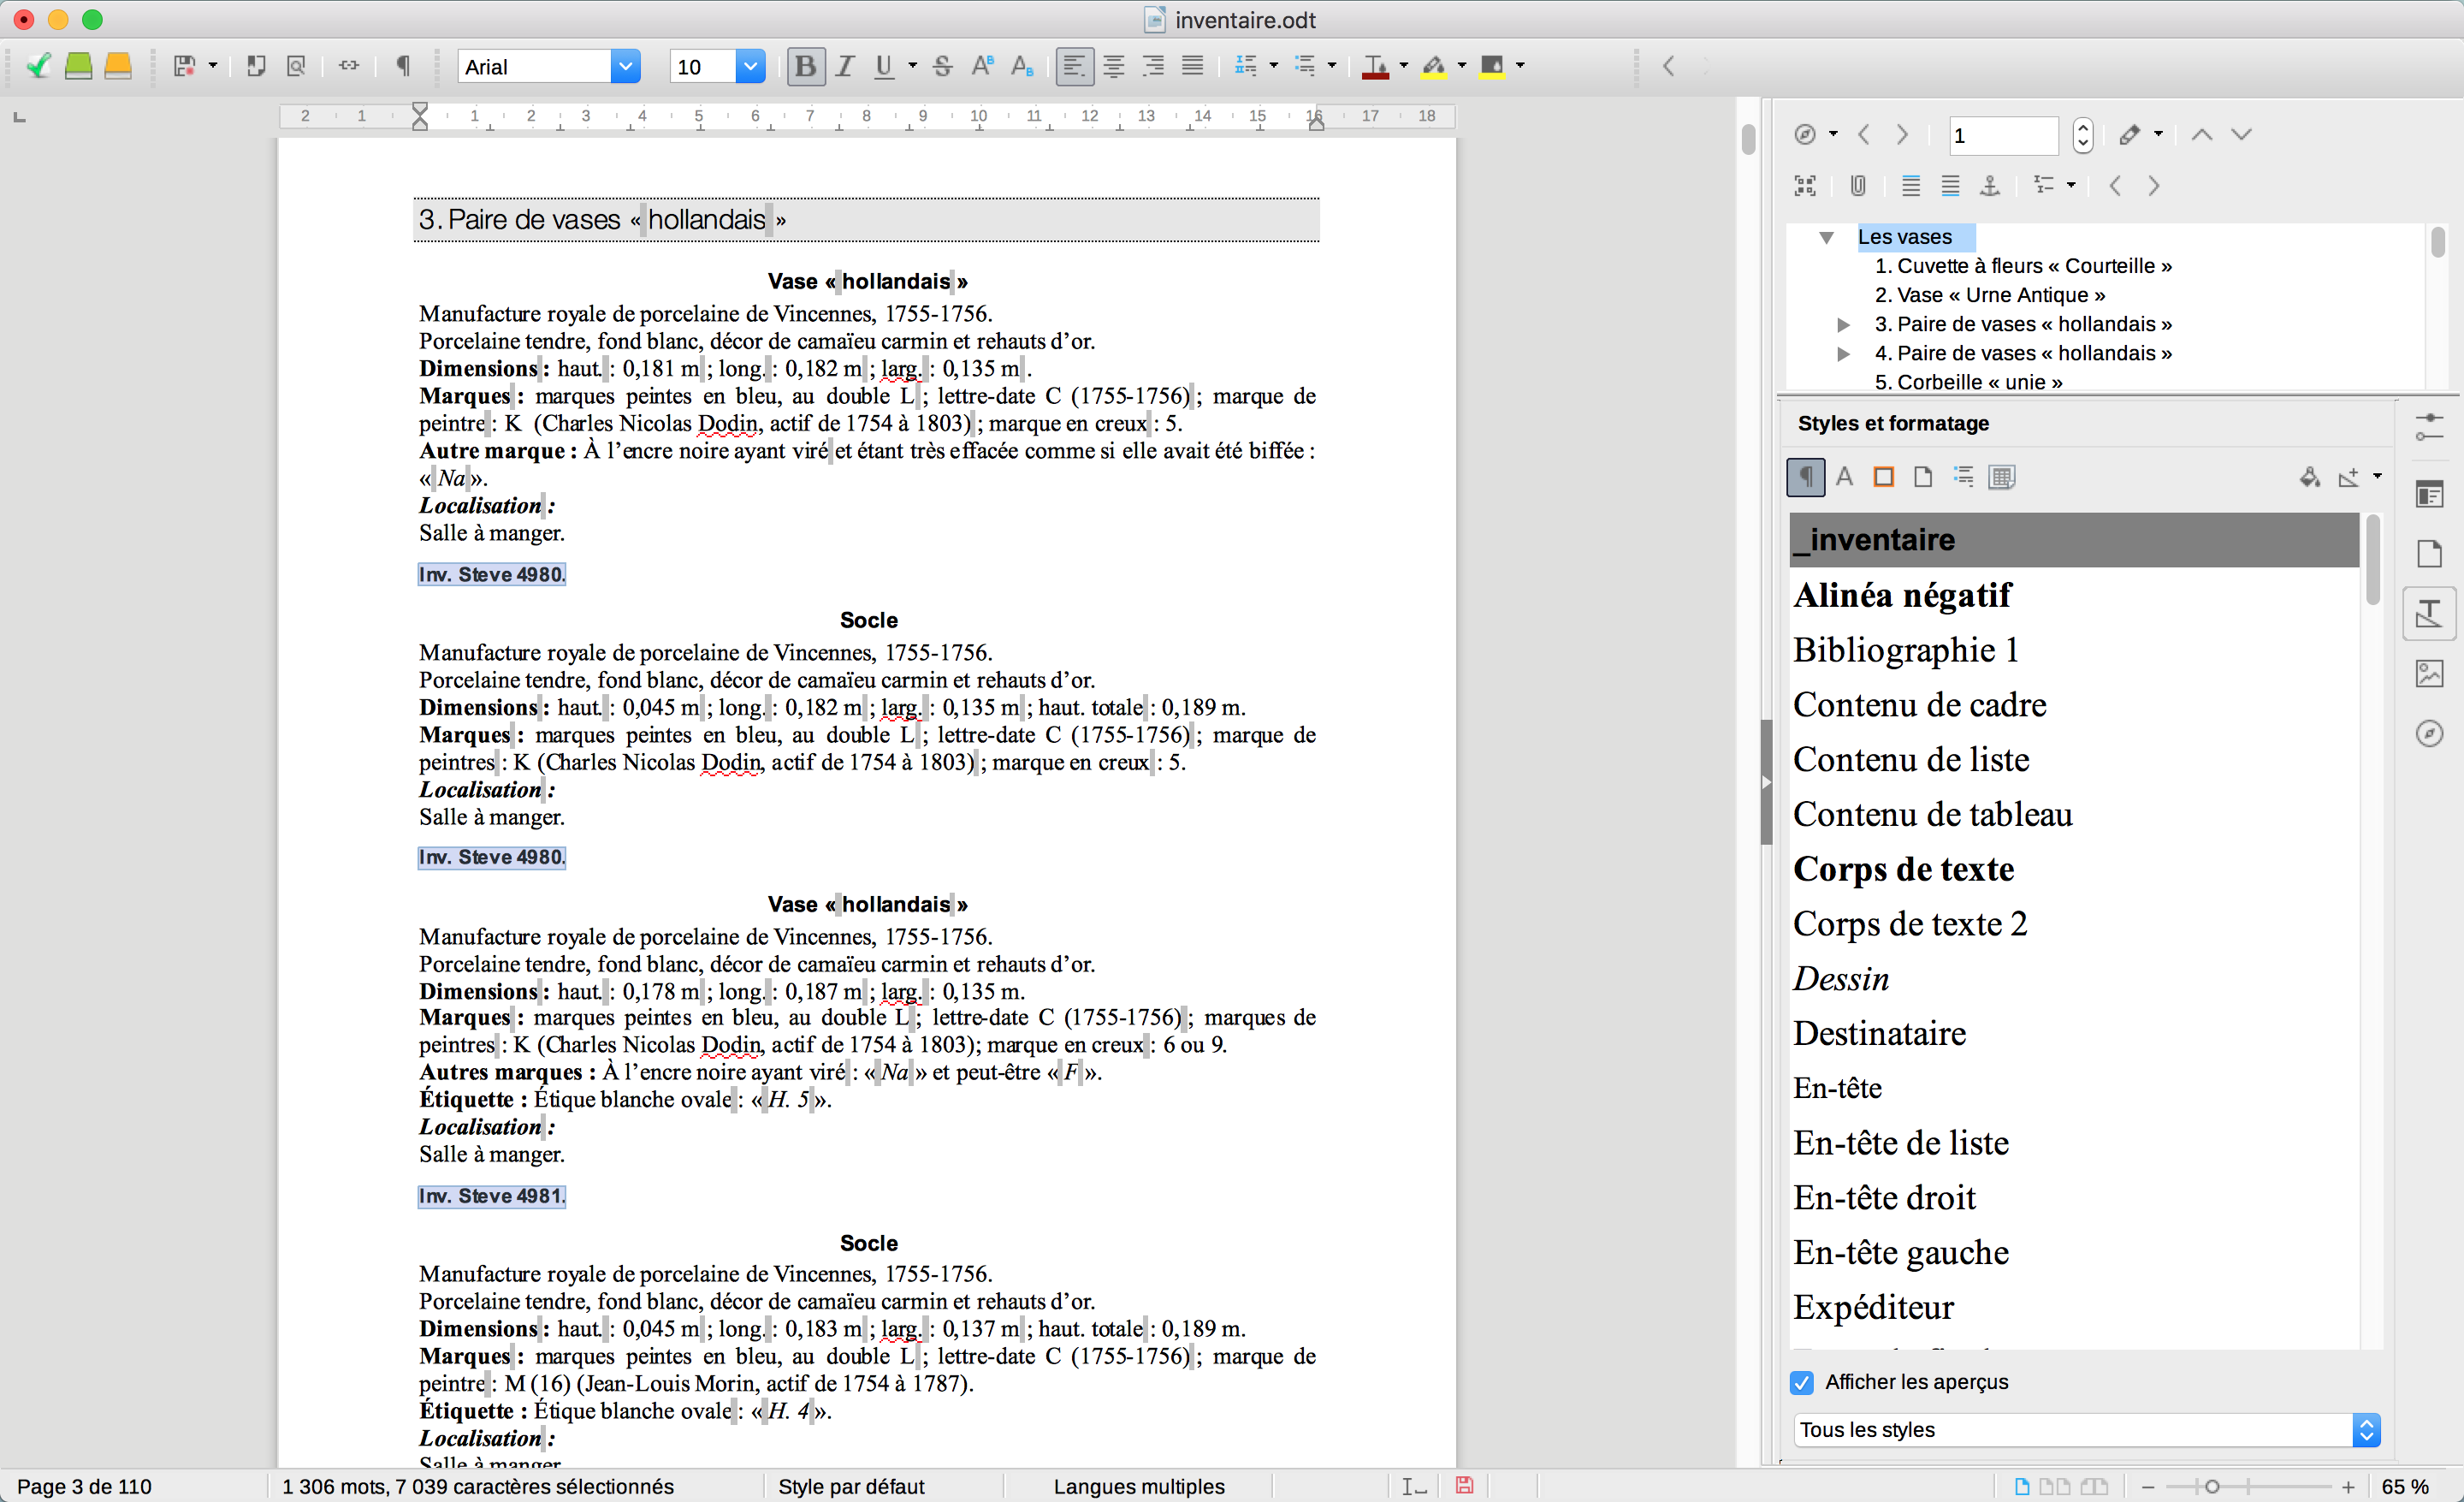 inventaire.odt
Arial
10
2 1 1 2 3 4 5 6 7 8 9 10 11 12 13 14 15 16 17 18
3. Paire de vases « hollandais »
Vase « hollandais »
Manufacture royale de porcelaine de Vincennes, 1755-1756.
Porcelaine tendre, fond blanc, décor de camaïeu carmin et rehauts d’or.
Dimensions : haut. : 0,181 m ; long. : 0,182 m ; larg. : 0,135 m .
Marques : marques peintes en bleu, au double L ; lettre-date C (1755-1756) ; marque de
peintre : K (Charles Nicolas Dodin, actif de 1754 à 1803) ; marque en creux : 5.
Autre marque : À l’encre noire ayant viré et étant très effacée comme si elle avait été biffée :
« Na ».
Localisation :
Salle à manger.
Inv. Steve 4980.
Socle
Manufacture royale de porcelaine de Vincennes, 1755-1756.
Porcelaine tendre, fond blanc, décor de camaïeu carmin et rehauts d’or.
Dimensions : haut. : 0,045 m ; long. : 0,182 m ; larg. : 0,135 m ; haut. totale : 0,189 m.
Marques : marques peintes en bleu, au double L ; lettre-date C (1755-1756) ; marque de
peintres : K (Charles Nicolas Dodin, actif de 1754 à 1803) ; marque en creux : 5.
Localisation :
Salle à manger.
Inv. Steve 4980.
Vase « hollandais »
Manufacture royale de porcelaine de Vincennes, 1755-1756.
Porcelaine tendre, fond blanc, décor de camaïeu carmin et rehauts d’or.
Dimensions : haut. : 0,178 m ; long. : 0,187 m ; larg. : 0,135 m.
Marques : marques peintes en bleu, au double L ; lettre-date C (1755-1756) ; marques de
peintres : K (Charles Nicolas Dodin, actif de 1754 à 1803); marque en creux : 6 ou 9.
Autres marques : À l’encre noire ayant viré : « Na » et peut-être « F ».
Étiquette : Étique blanche ovale : « H. 5 ».
Localisation :
Salle à manger.
Inv. Steve 4981.
Socle
Manufacture royale de porcelaine de Vincennes, 1755-1756.
Porcelaine tendre, fond blanc, décor de camaïeu carmin et rehauts d’or.
Dimensions : haut. : 0,045 m ; long. : 0,183 m ; larg. : 0,137 m ; haut. totale : 0,189 m.
Marques : marques peintes en bleu, au double L ; lettre-date C (1755-1756) ; marque de
peintre : M (16) (Jean-Louis Morin, actif de 1754 à 1787).
Étiquette : Étique blanche ovale : « H. 4 ».
Localisation :
Salle à manger.
1
Les vases
1. Cuvette à fleurs « Courteille »
2. Vase « Urne Antique »
3. Paire de vases « hollandais »
4. Paire de vases « hollandais »
5. Corbeille « unie »
Styles et formatage
_inventaire
Alinéa négatif
Bibliographie 1
Contenu de cadre
Contenu de liste
Contenu de tableau
Corps de texte
Corps de texte 2
Dessin
Destinataire
En-tête
En-tête de liste
En-tête droit
En-tête gauche
Expéditeur
Afficher les aperçus
Tous les styles
Page 3 de 110
1 306 mots, 7 039 caractères sélectionnés
Style par défaut
Langues multiples
65 %